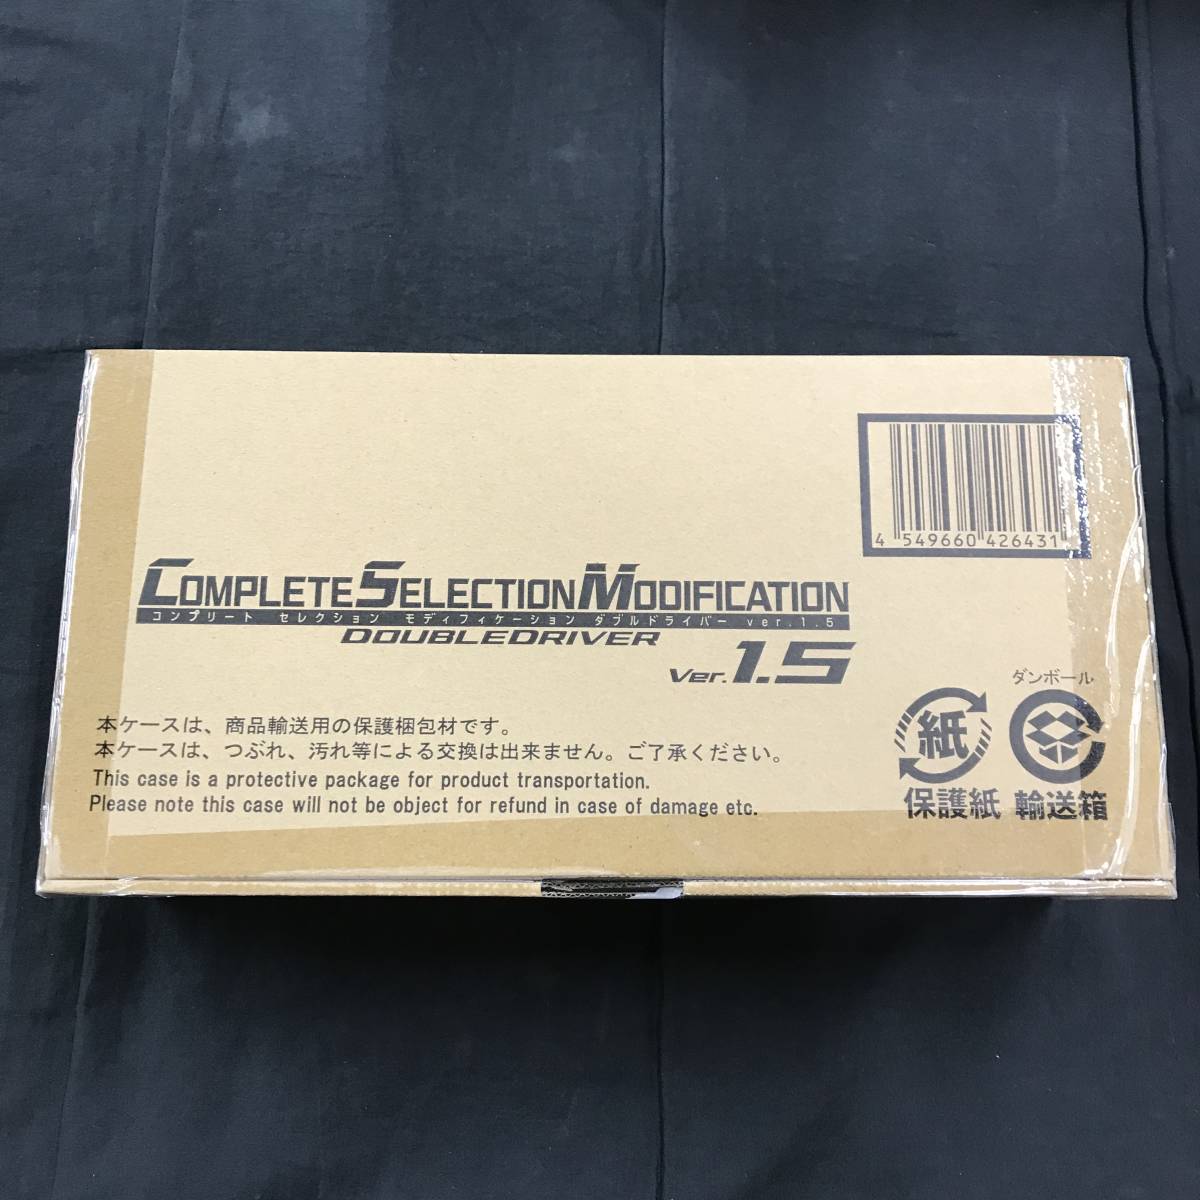 4 549660 426431
COMPLETE SELECTION MODIFICATION
コンプリート セレクション モディフィケーション ダブルドライバー ver.1.5
DOUBLEDRIVER
Ver.1.5
本ケースは、商品輸送用の保護梱包材です。
本ケースは、つぶれ、汚れ等による交換は出来ません。ご了承ください。
This case is a protective package for product transportation.
Please note this case will not be object for refund in case of damage etc.
紙
保護紙
ダンボール
輸送箱